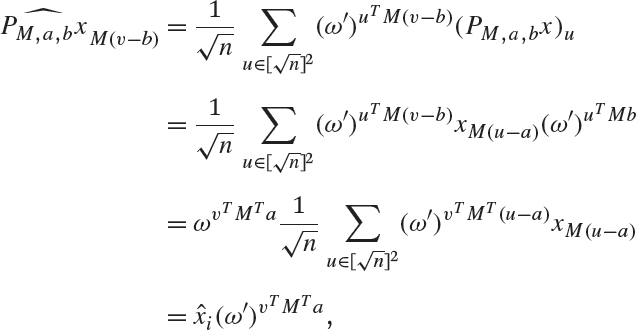 \widehat{P_{M,a,b}x}_{M(v-b)} = \frac{1}{\sqrt{n}} \sum_{u\in[\sqrt{n}]^2} (\omega')^{u^T M(v-b)} (P_{M,a,b}x)_u
= \frac{1}{\sqrt{n}} \sum_{u\in[\sqrt{n}]^2} (\omega')^{u^T M(v-b)} x_{M(u-a)} (\omega')^{u^T Mb}
= \omega^{v^T M^T a} \frac{1}{\sqrt{n}} \sum_{u\in[\sqrt{n}]^2} (\omega')^{v^T M^T (u-a)} x_{M(u-a)}
= \hat{x}_i (\omega')^{v^T M^T a},